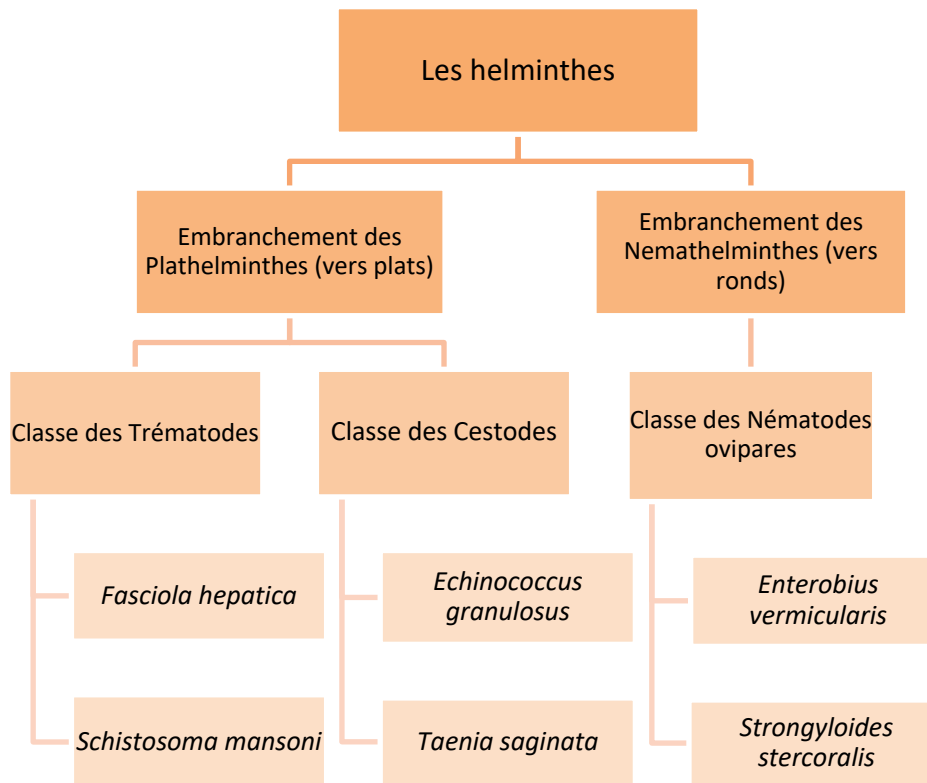 Les helminthes
Embranchement des
Plathelminthes (vers plats)
Embranchement des
Nemathelminthes (vers
ronds)
Classe des Trématodes
Classe des Cestodes
Classe des Nématodes
ovipares
Fasciola hepatica
Echinococcus
granulosus
Enterobius
vermicularis
Schistosoma mansoni
Taenia saginata
Strongyloides
stercoralis